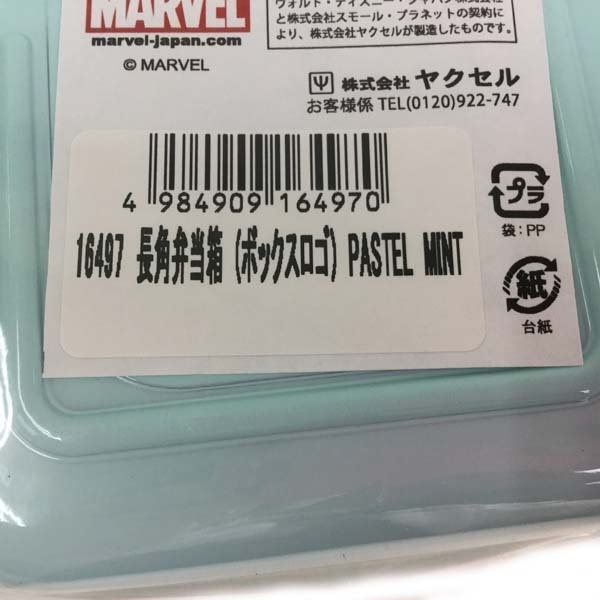 MARVEL
marvel-japan.com
© MARVEL
ウォルト・ディズニー・ジャパン株式会社
と株式会社スモール・プラネットの契約に
より、株式会社ヤクセルが製造したものです。
株式会社 ヤクセル
お客様係 TEL(0120)922-747
4 984909 164970
16497 長角弁当箱 (ボックスロゴ) PASTEL MINT
プラ
袋:PP
紙
台紙